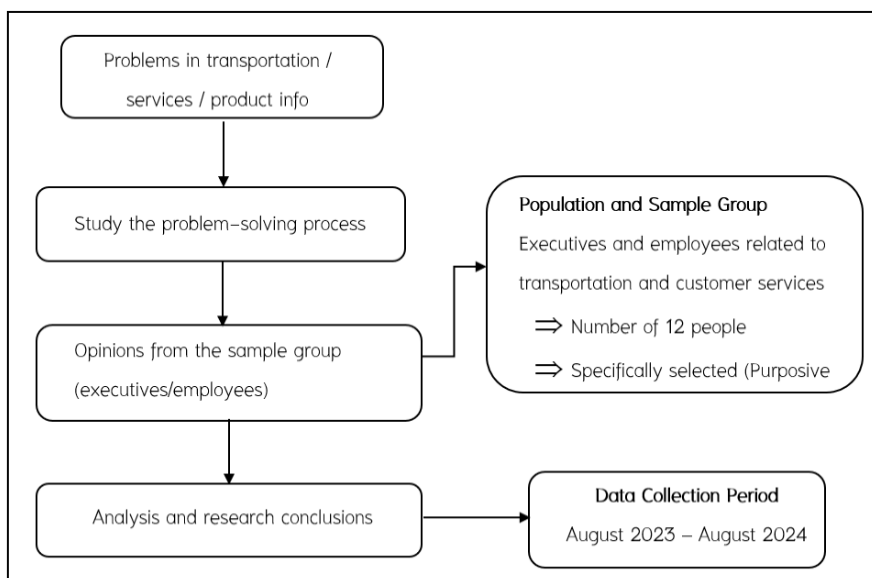 Problems in transportation /
services / product info
Study the problem-solving process
Opinions from the sample group
(executives/employees)
Analysis and research conclusions
Population and Sample Group
Executives and employees related to
transportation and customer services
⇒ Number of 12 people
⇒ Specifically selected (Purposive
Data Collection Period
August 2023 – August 2024